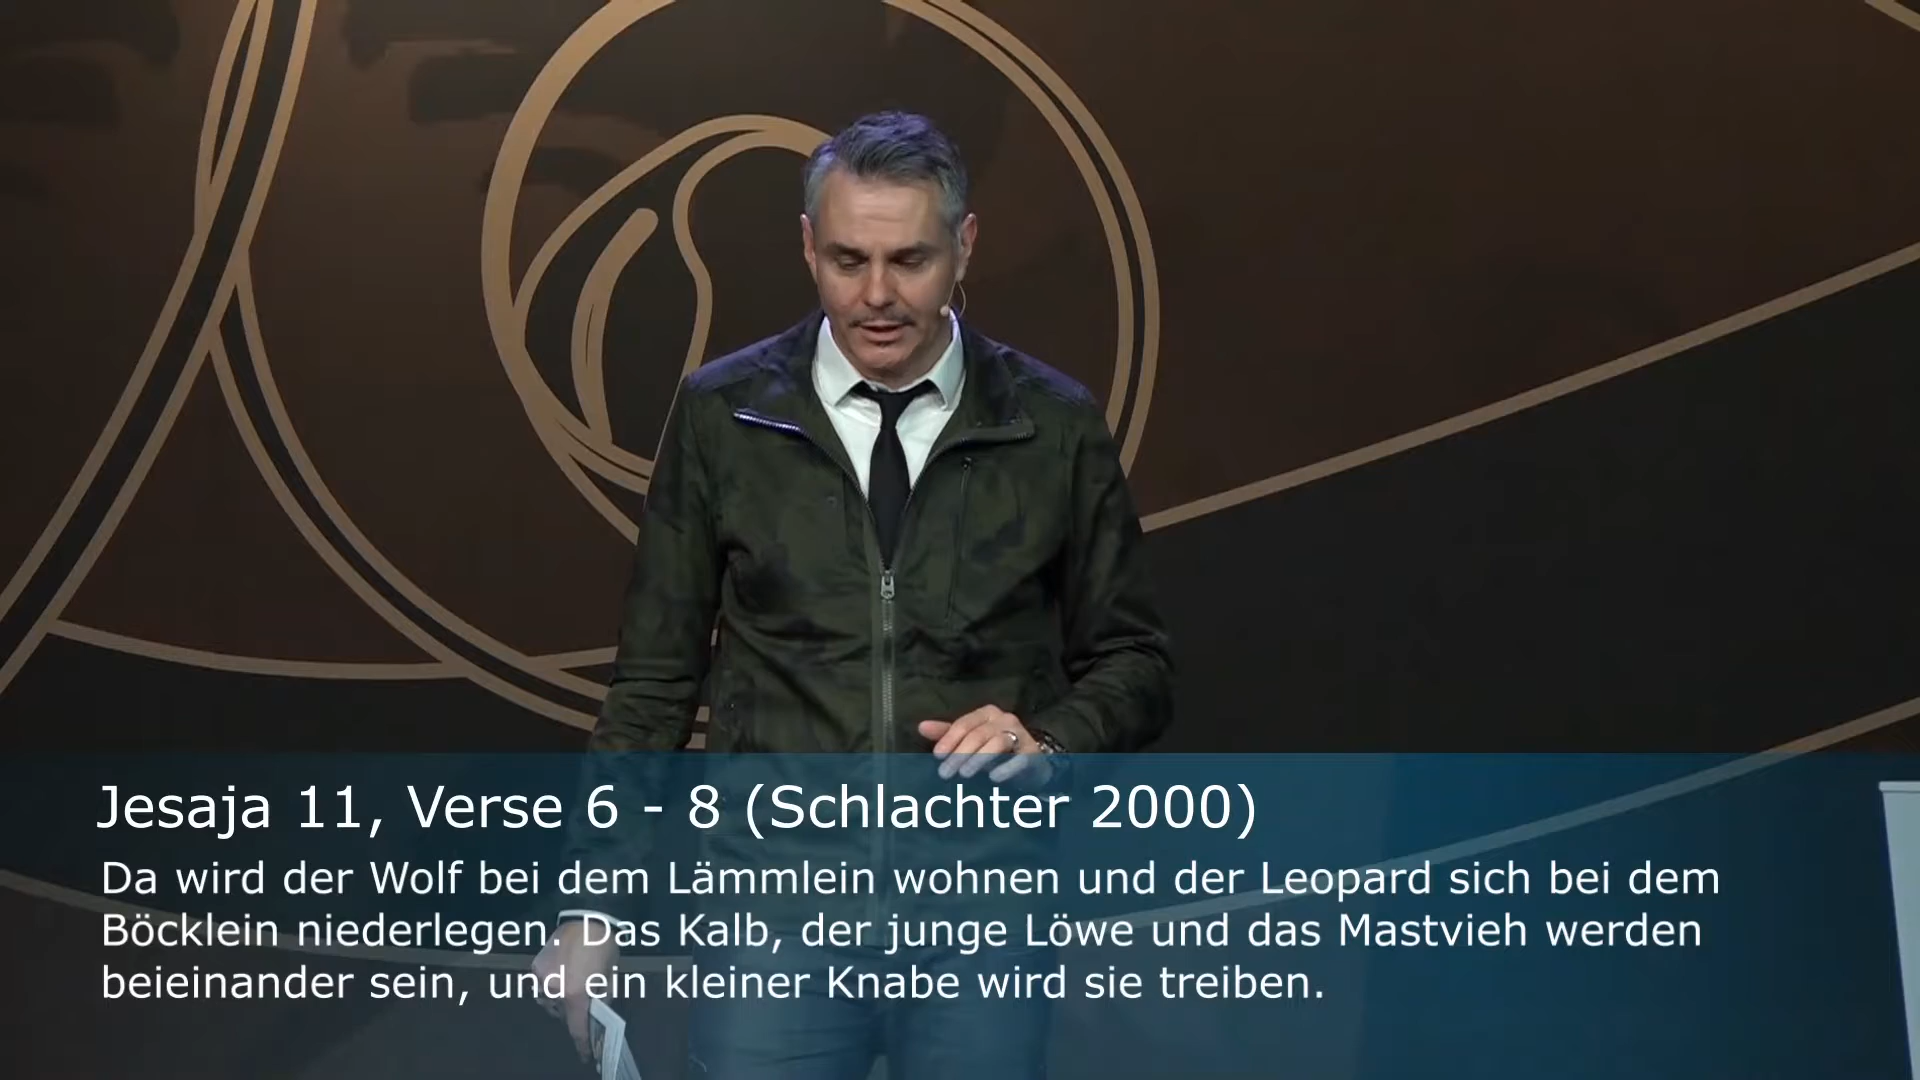 Jesaja 11, Verse 6 - 8 (Schlachter 2000)
Da wird der Wolf bei dem Lämmlein wohnen und der Leopard sich bei dem
Böcklein niederlegen. Das Kalb, der junge Löwe und das Mastvieh werden
beieinander sein, und ein kleiner Knabe wird sie treiben.